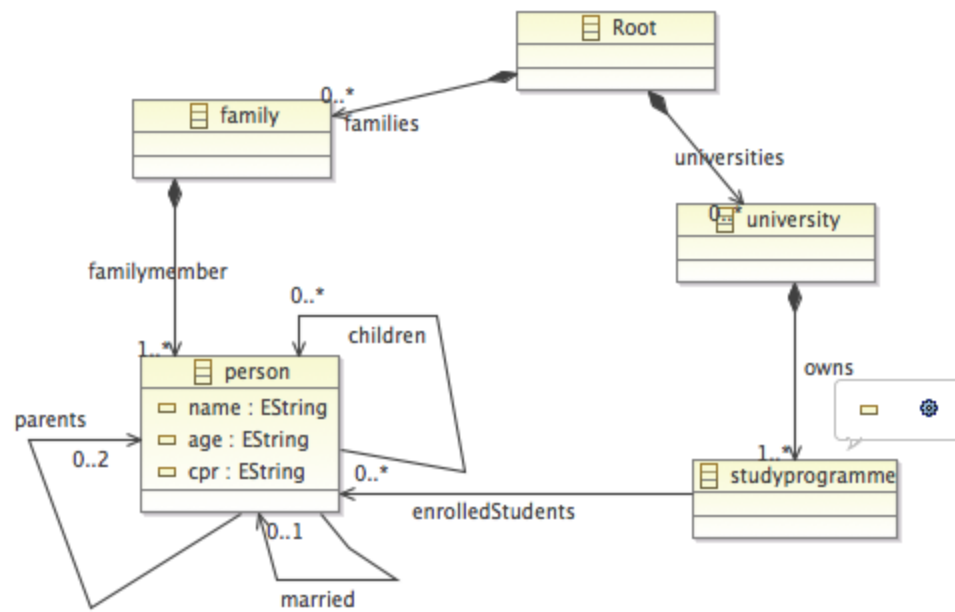 Root
0..*
families
family
universities
0..*
university
familymember
0..*
children
1..*
person
name : EString
age : EString
cpr : EString
parents
0..2
0..*
enrolledStudents
owns
1..*
studyprogramme
0..1
married